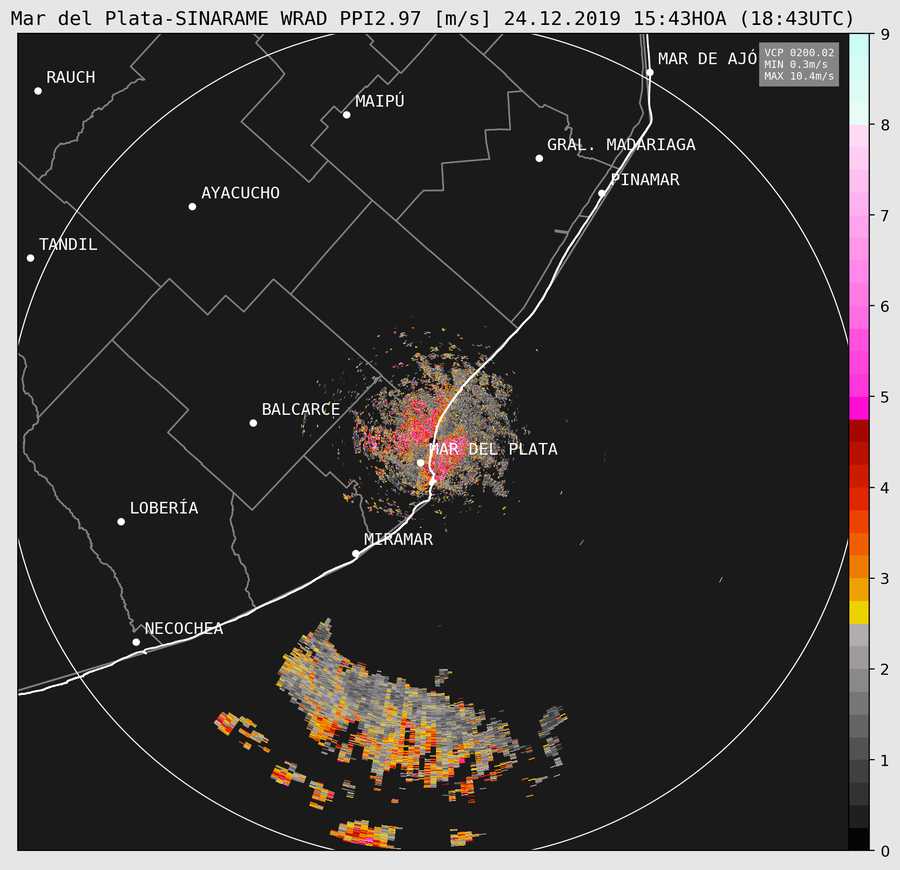 Mar del Plata-SINARAME WRAD PPI2.97 [m/s] 24.12.2019 15:43HOA (18:43UTC)
VCP 0200.02
MIN 0.3m/s
MAX 10.4m/s
MAR DE AJÓ
RAUCH
MAIPÚ
GRAL. MADARIAGA
PINAMAR
AYACUCHO
TANDIL
BALCARCE
MAR DEL PLATA
LOBERÍA
MIRAMAR
NECOCHEA
9
8
7
6
5
4
3
2
1
0